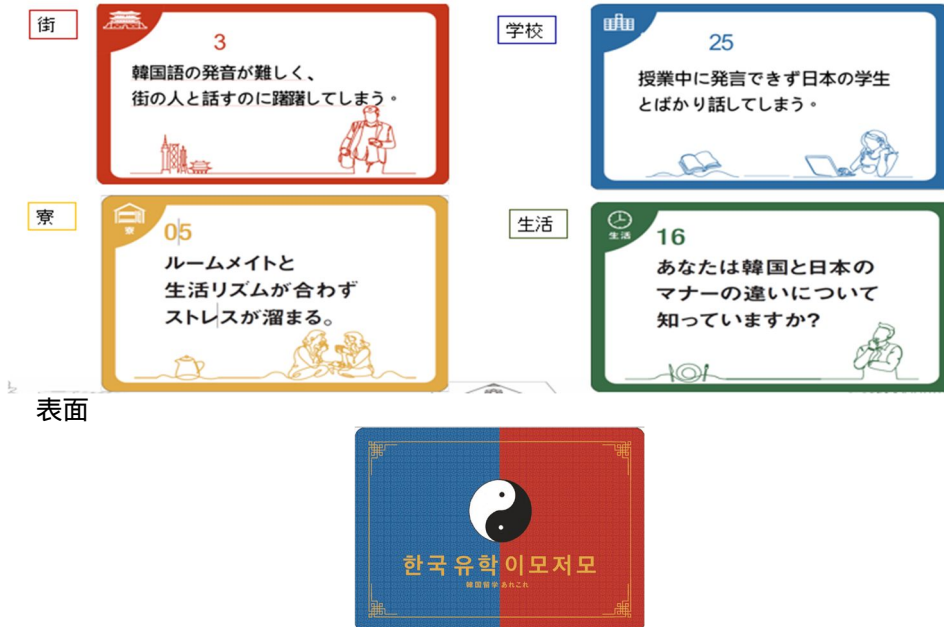 街
3
韓国語の発音が難しく、
街の人と話すのに躊躇してしまう。
学校
25
授業中に発言できず日本の学生
とばかり話してしまう。
寮
寮
05
ルームメイトと
生活リズムが合わず
ストレスが溜まる。
生活
生活
16
あなたは韓国と日本の
マナーの違いについて
知っていますか?
表面
한국 유학 이모저모
韓国留学 あれこれ